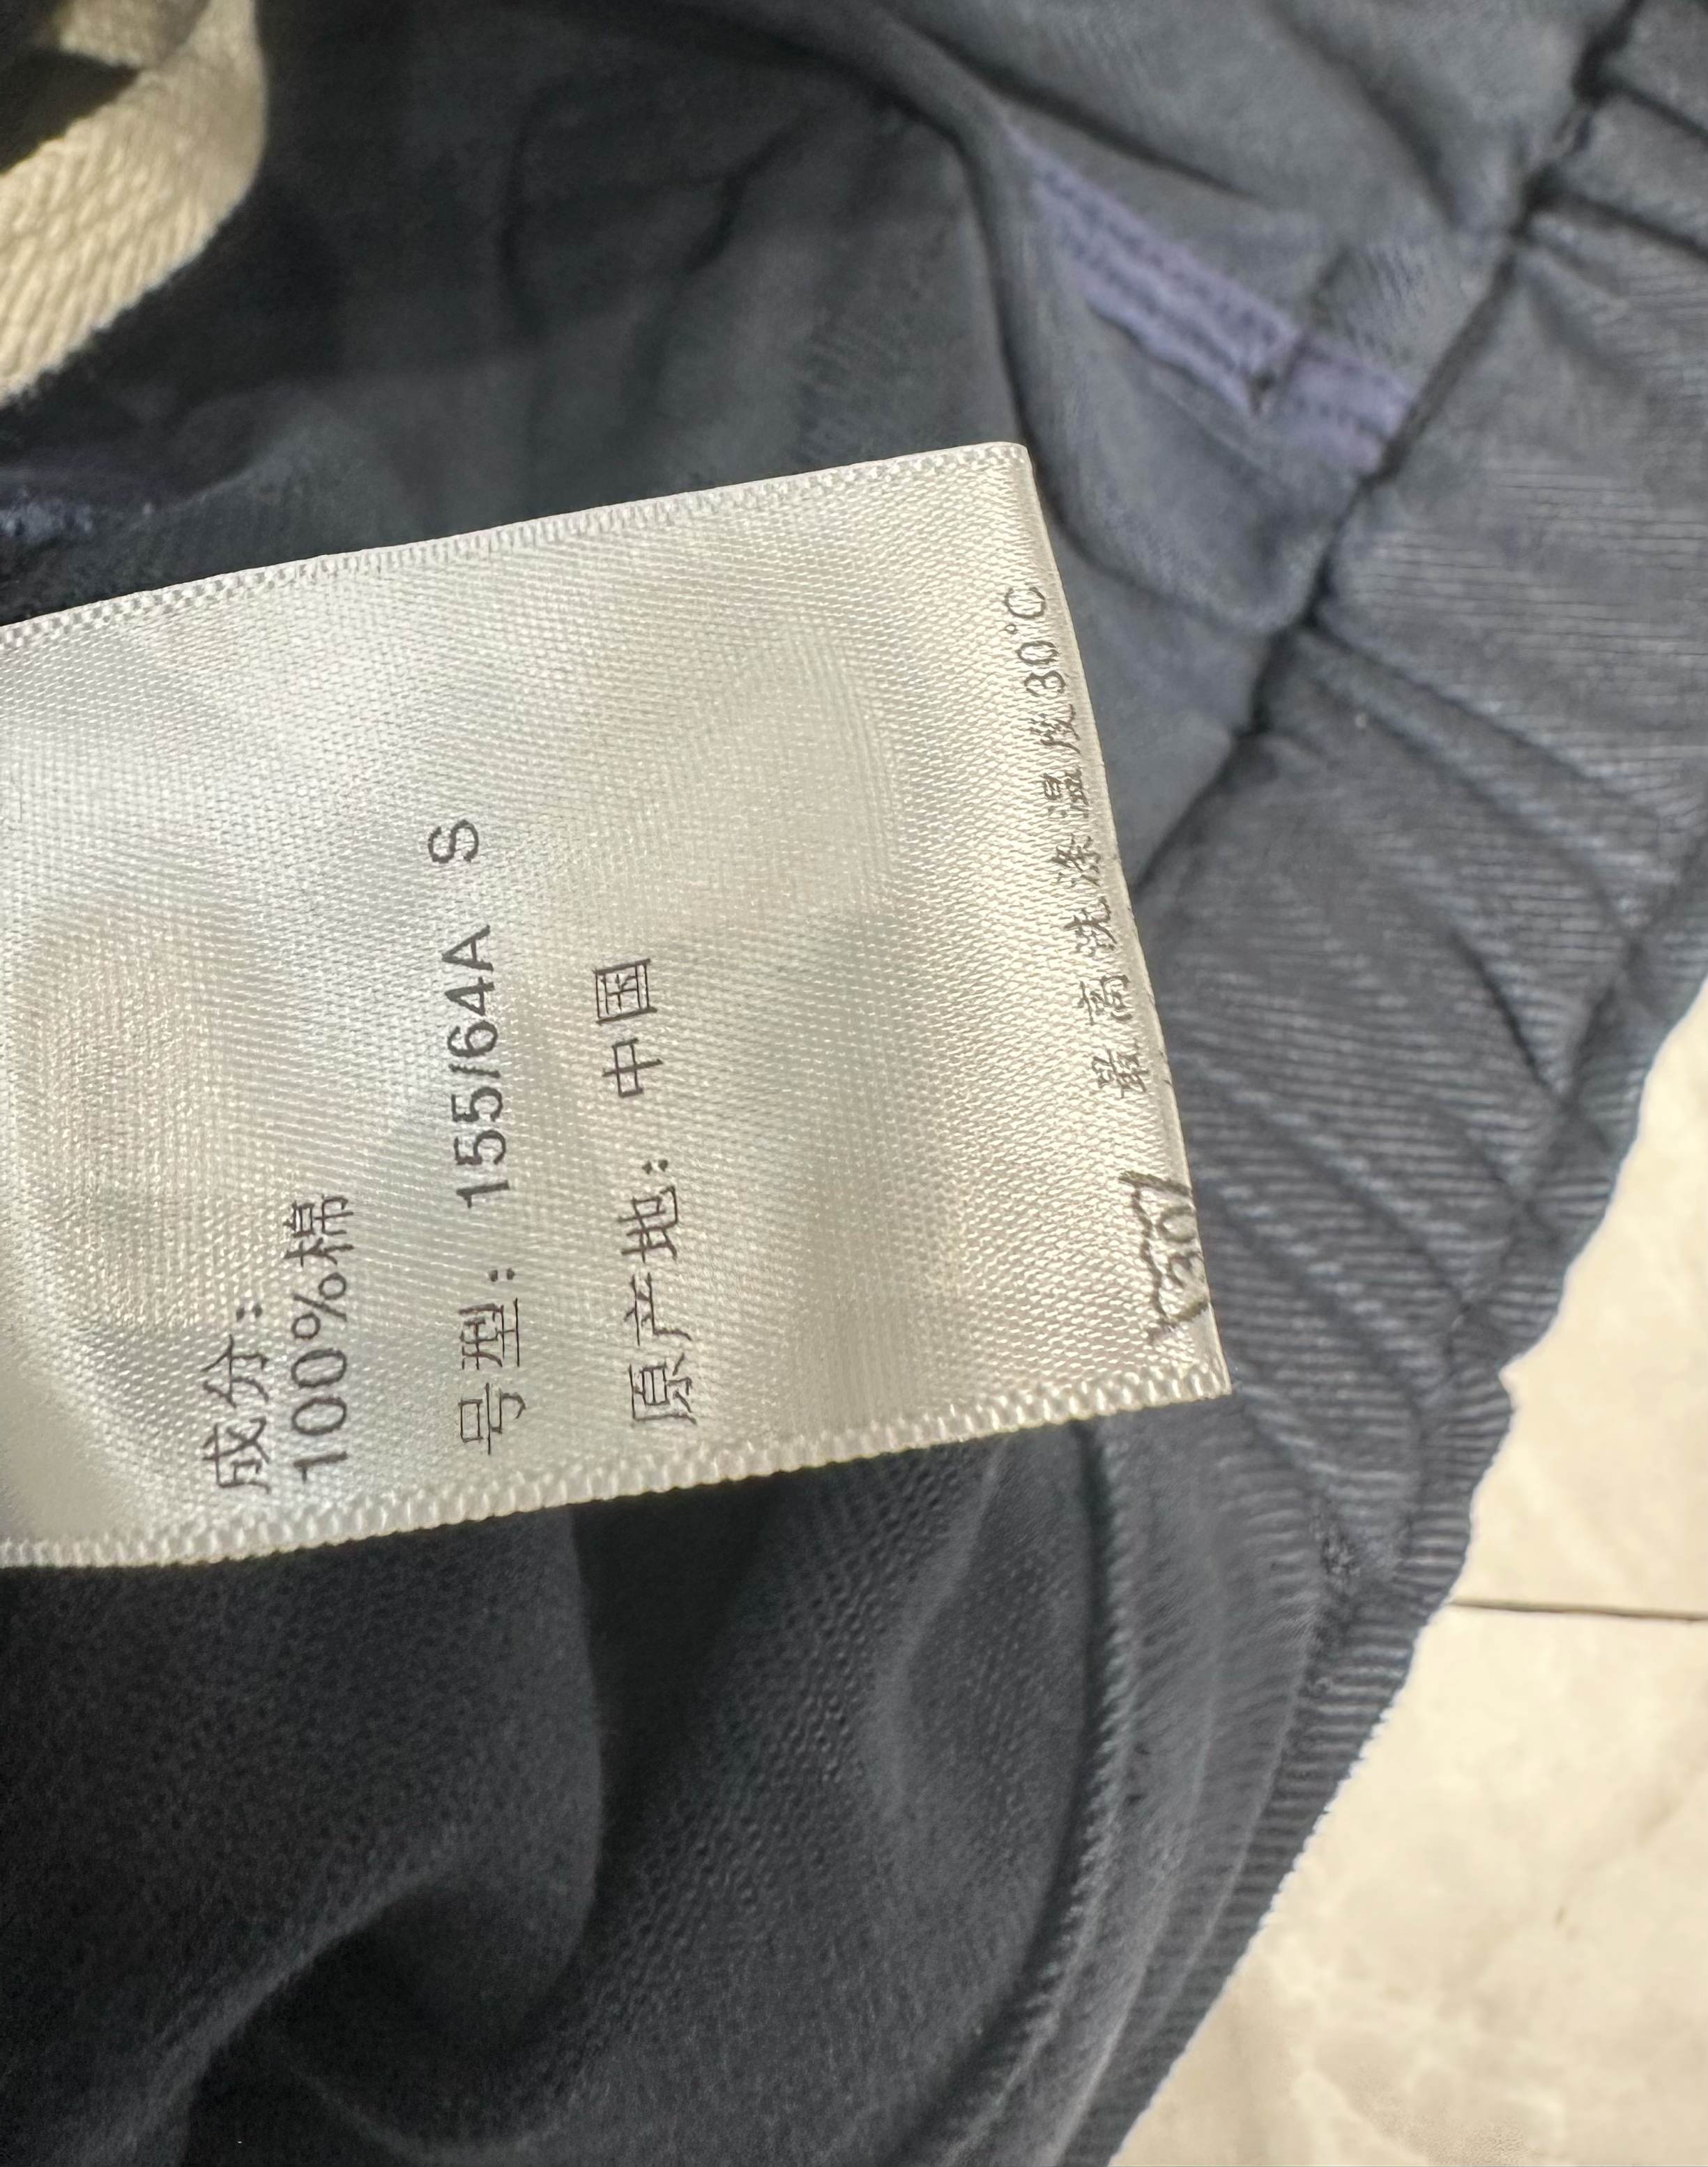 成分：
100%棉
号型：155/64A S
原产地：中国
30 最高洗涤温度30°C